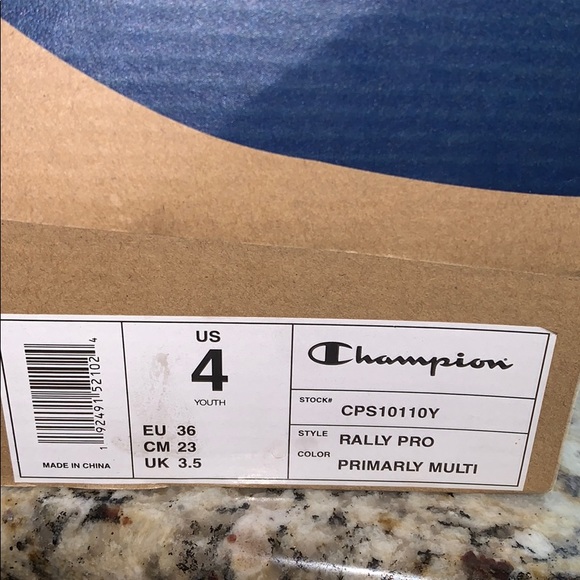 1 92491 52102 4
MADE IN CHINA
US
4
YOUTH
EU 36
CM 23
UK 3.5
Champion
STOCK# CPS10110Y
STYLE RALLY PRO
COLOR PRIMARLY MULTI